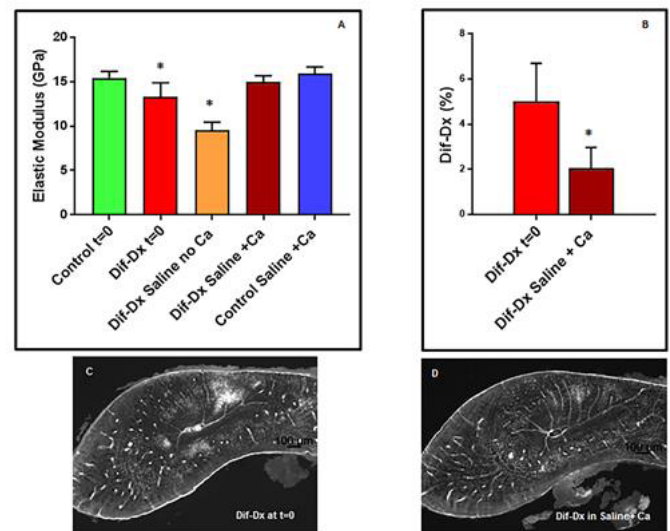 A
Elastic Modulus (GPa)
20
15
10
5
0
*
*
Control t=0
Dif-Dx t=0
Dif-Dx Saline no Ca
Dif-Dx Saline +Ca
Control Saline +Ca
B
Dif-Dx (%)
8
6
4
2
0
*
Dif-Dx t=0
Dif-Dx Saline + Ca
C
100 μm
Dif-Dx at t=0
D
100 μm
Dif-Dx in Saline+ Ca